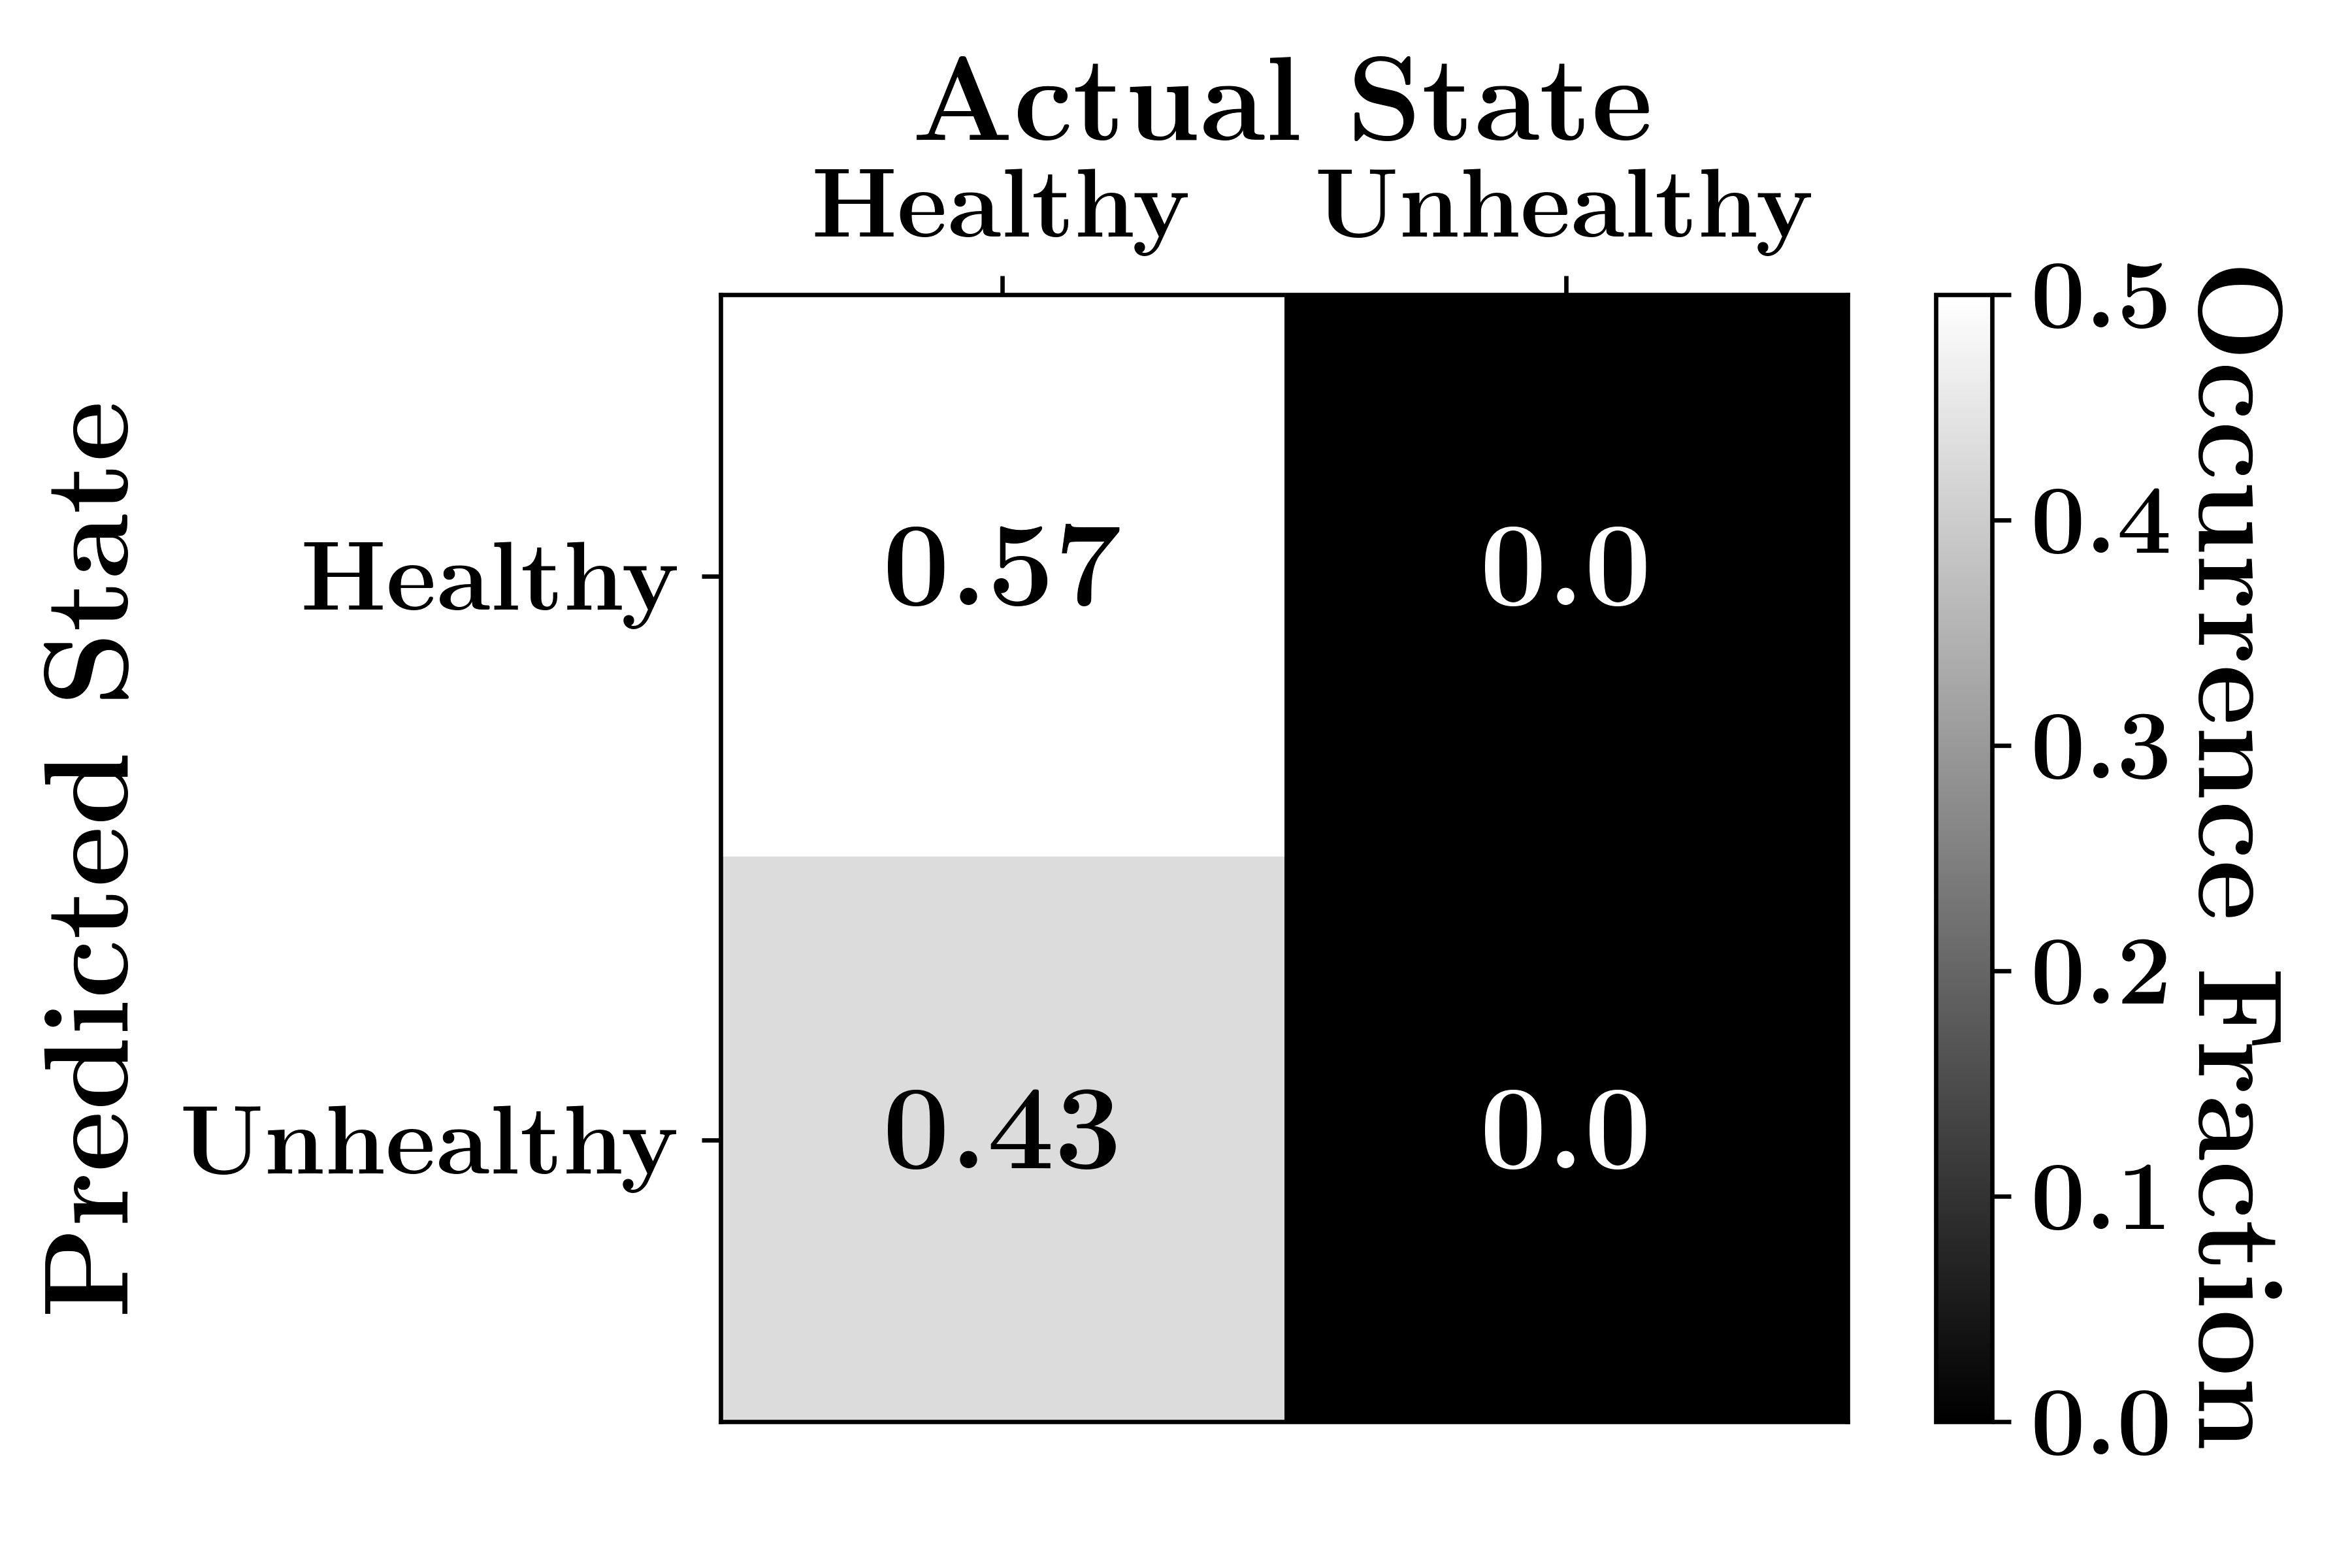 Actual State
Healthy Unhealthy
Predicted State
Healthy 0.57 0.0
Unhealthy 0.43 0.0
0.5
0.4
0.3
0.2
0.1
0.0
Occurrence Fraction